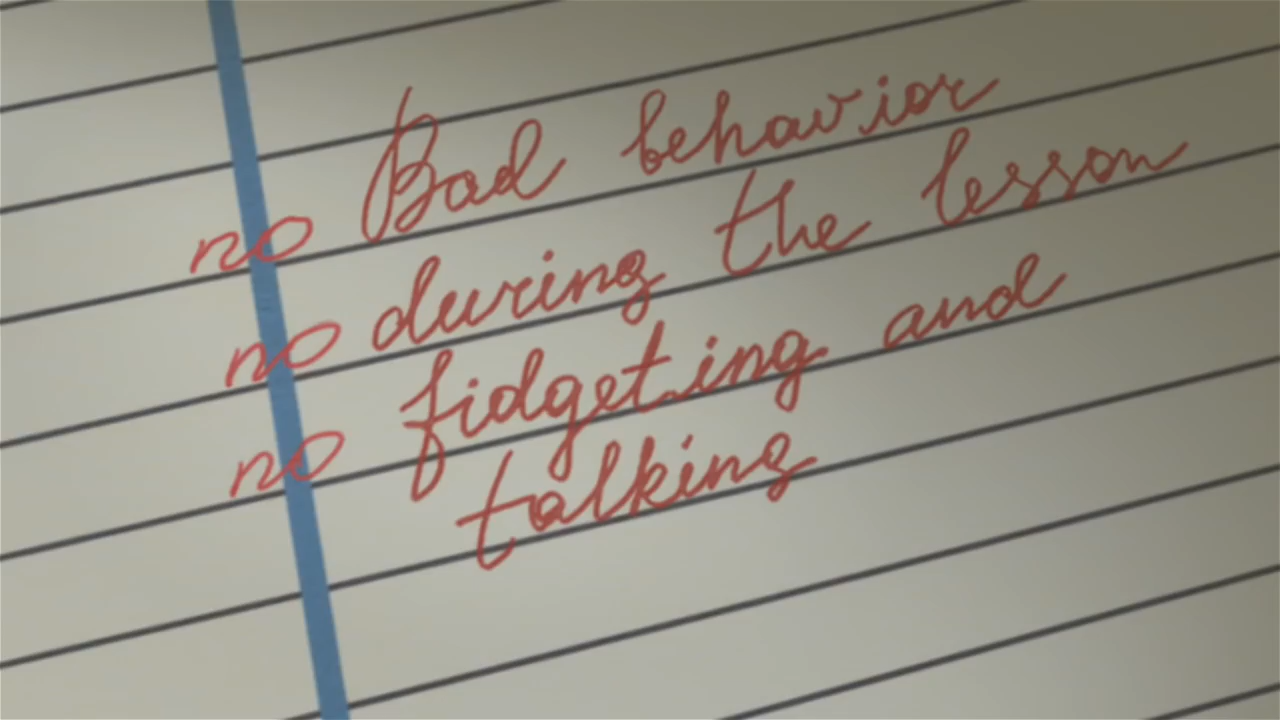 no Bad behavior
no during the lesson
no fidgeting and
talking